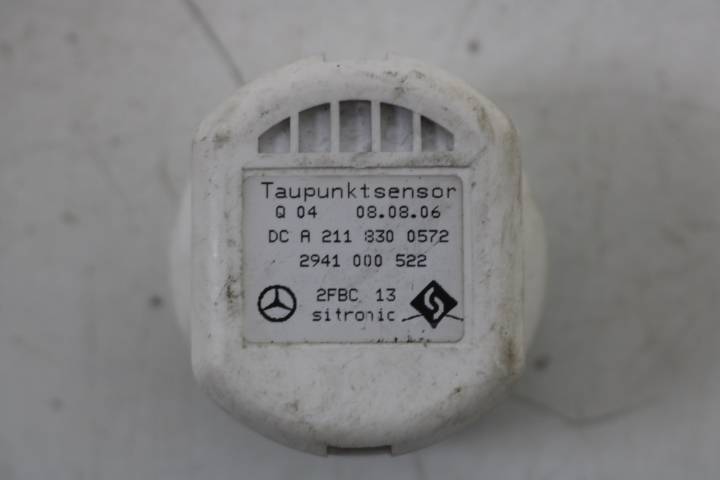 Taupunktsensor
Q 04 08.08.06
DC A 211 830 0572
2941 000 522
2FBC 13
sitronic